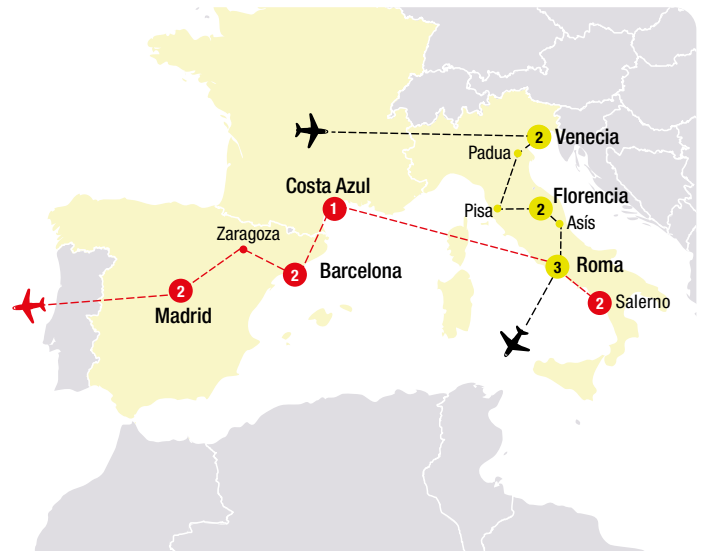 2 Venecia
Padua
Costa Azul
1
Florencia
Pisa
2
Asís
Zaragoza
Roma
3
Barcelona
2
2
Madrid
2 Salerno